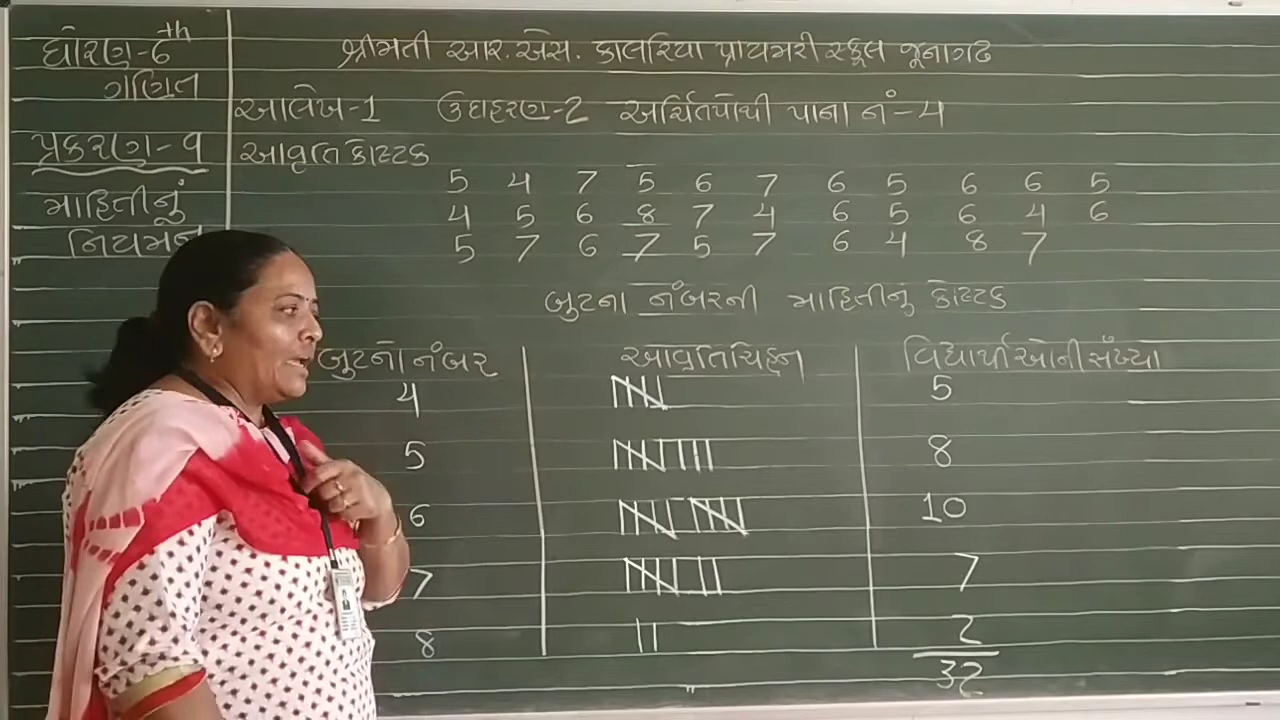 ધોરણ-6th
ગણિત
પ્રકરણ-૧
માહિતીનું
નિયમન
શ્રીમતી આર.એસ. કાલરિયા પ્રાયમરી સ્કૂલ જૂનાગઢ
આલેખ-1 ઉદાહરણ-2 અર્ચિતપોથી પાના નં-4
આવૃત્તિ કોષ્ટક
5 4 7 5 6 7 6 5 6 6 5
4 5 6 8 7 4 6 5 6 4 6
5 7 6 7 5 7 6 4 8 7
બુટના નંબરની માહિતીનું કોષ્ટક
બુટનો નંબર આવૃત્તિચિહ્ન વિદ્યાર્થીઓની સંખ્યા
4 5
5 8
6 10
7 7
8 2
32